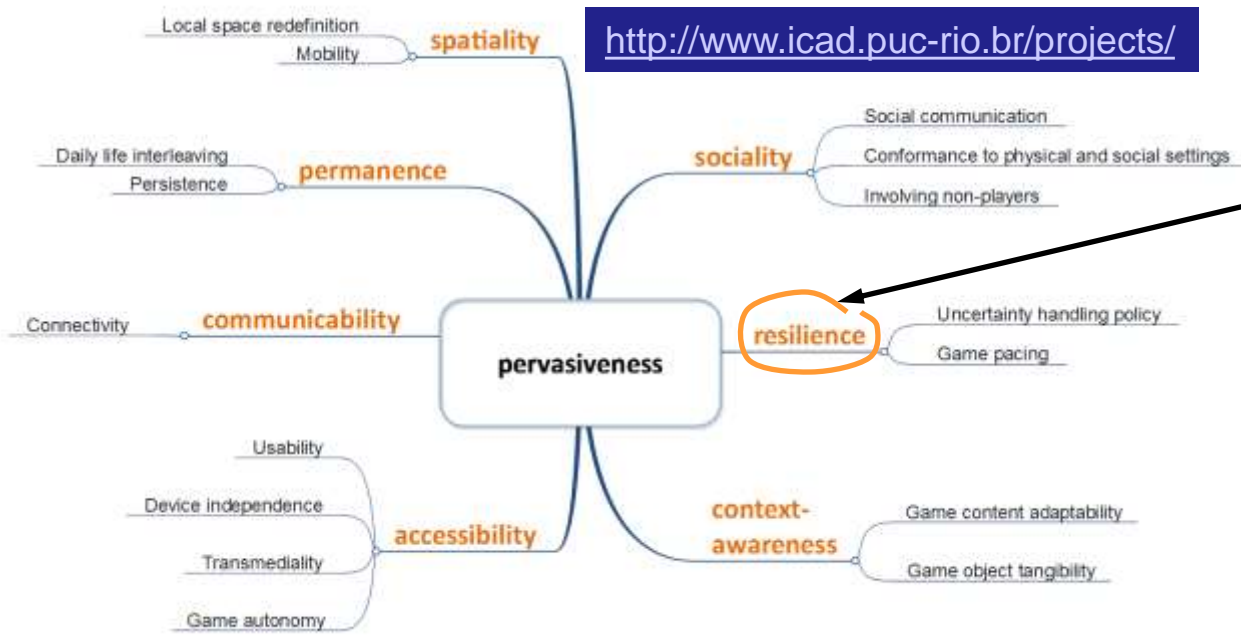 http://www.icad.puc-rio.br/projects/
Local space redefinition
Mobility
spatiality
Daily life interleaving
Persistence
permanence
Connectivity
communicability
Usability
Device independence
Transmediality
Game autonomy
accessibility
pervasiveness
sociality
Social communication
Conformance to physical and social settings
Involving non-players
resilience
Uncertainty handling policy
Game pacing
context-
awareness
Game content adaptability
Game object tangibility